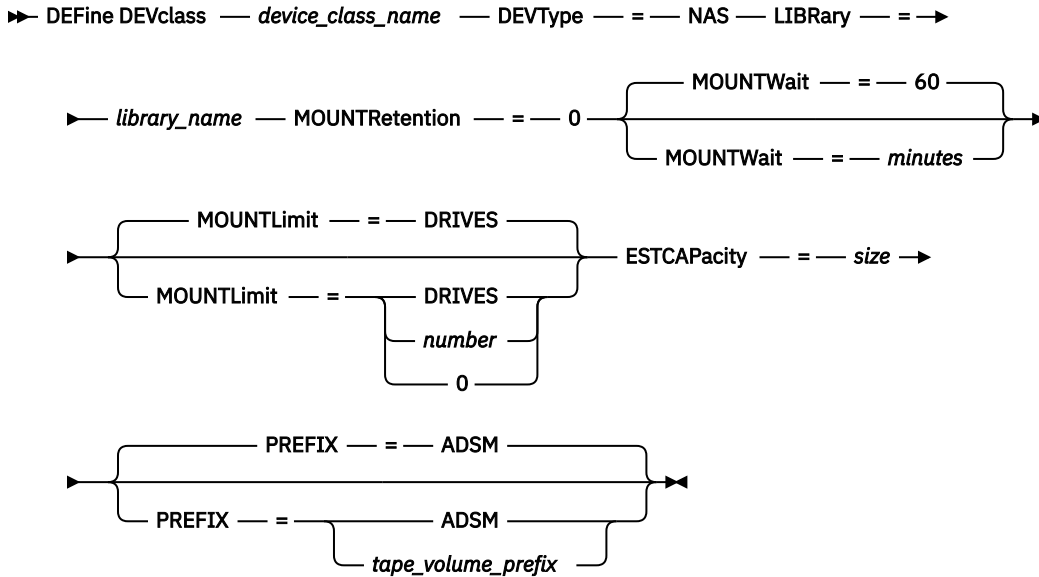 DEFine DEVclass device_class_name DEVType = NAS LIBRary =
MOUNTWait = 60
library_name MOUNTRetention = 0
MOUNTWait = minutes
MOUNTLimit = DRIVES
ESTCAPacity = size
MOUNTLimit = DRIVES
number
0
PREFIX = ADSM
PREFIX = ADSM
tape_volume_prefix